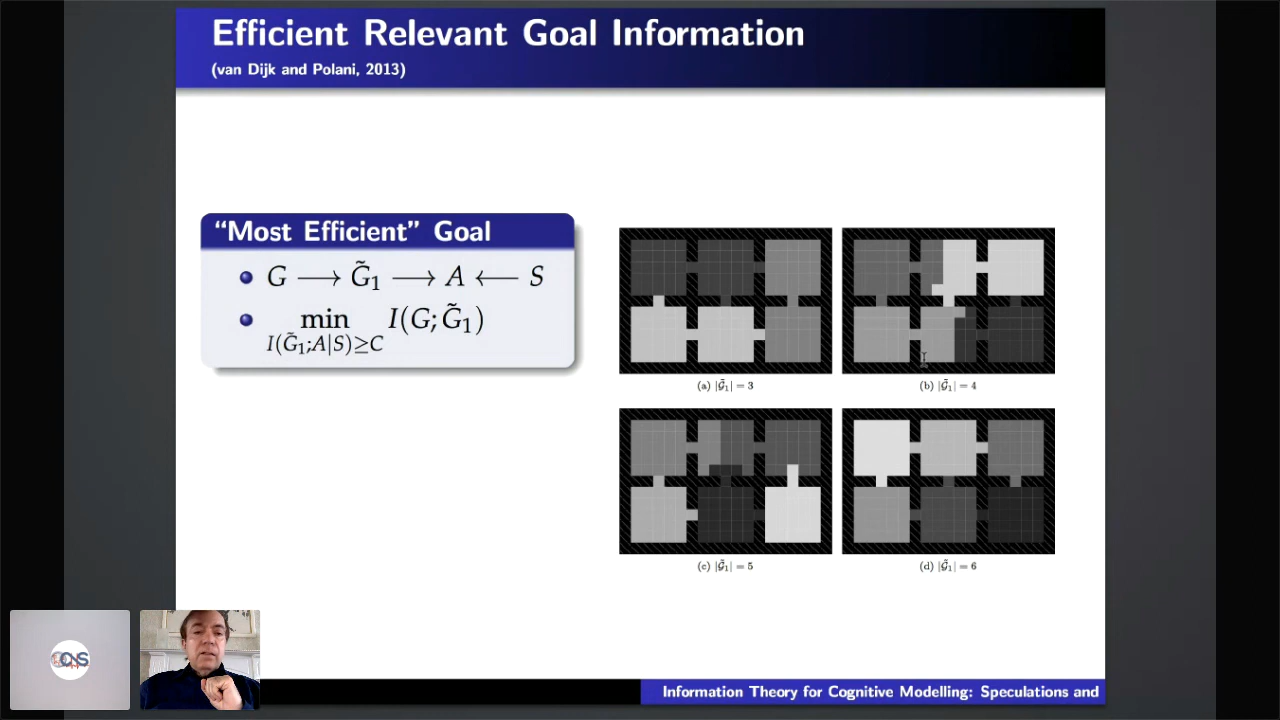 Efficient Relevant Goal Information
(van Dijk and Polani, 2013)
“Most Efficient” Goal
G ⟶ G̃₁ ⟶ A ⟵ S
min I(G; G̃₁)
I(G̃₁;A|S)≥C
(a) |𝒢̃₁| = 3
(b) |𝒢̃₁| = 4
(c) |𝒢̃₁| = 5
(d) |𝒢̃₁| = 6
CNS
Information Theory for Cognitive Modelling: Speculations and